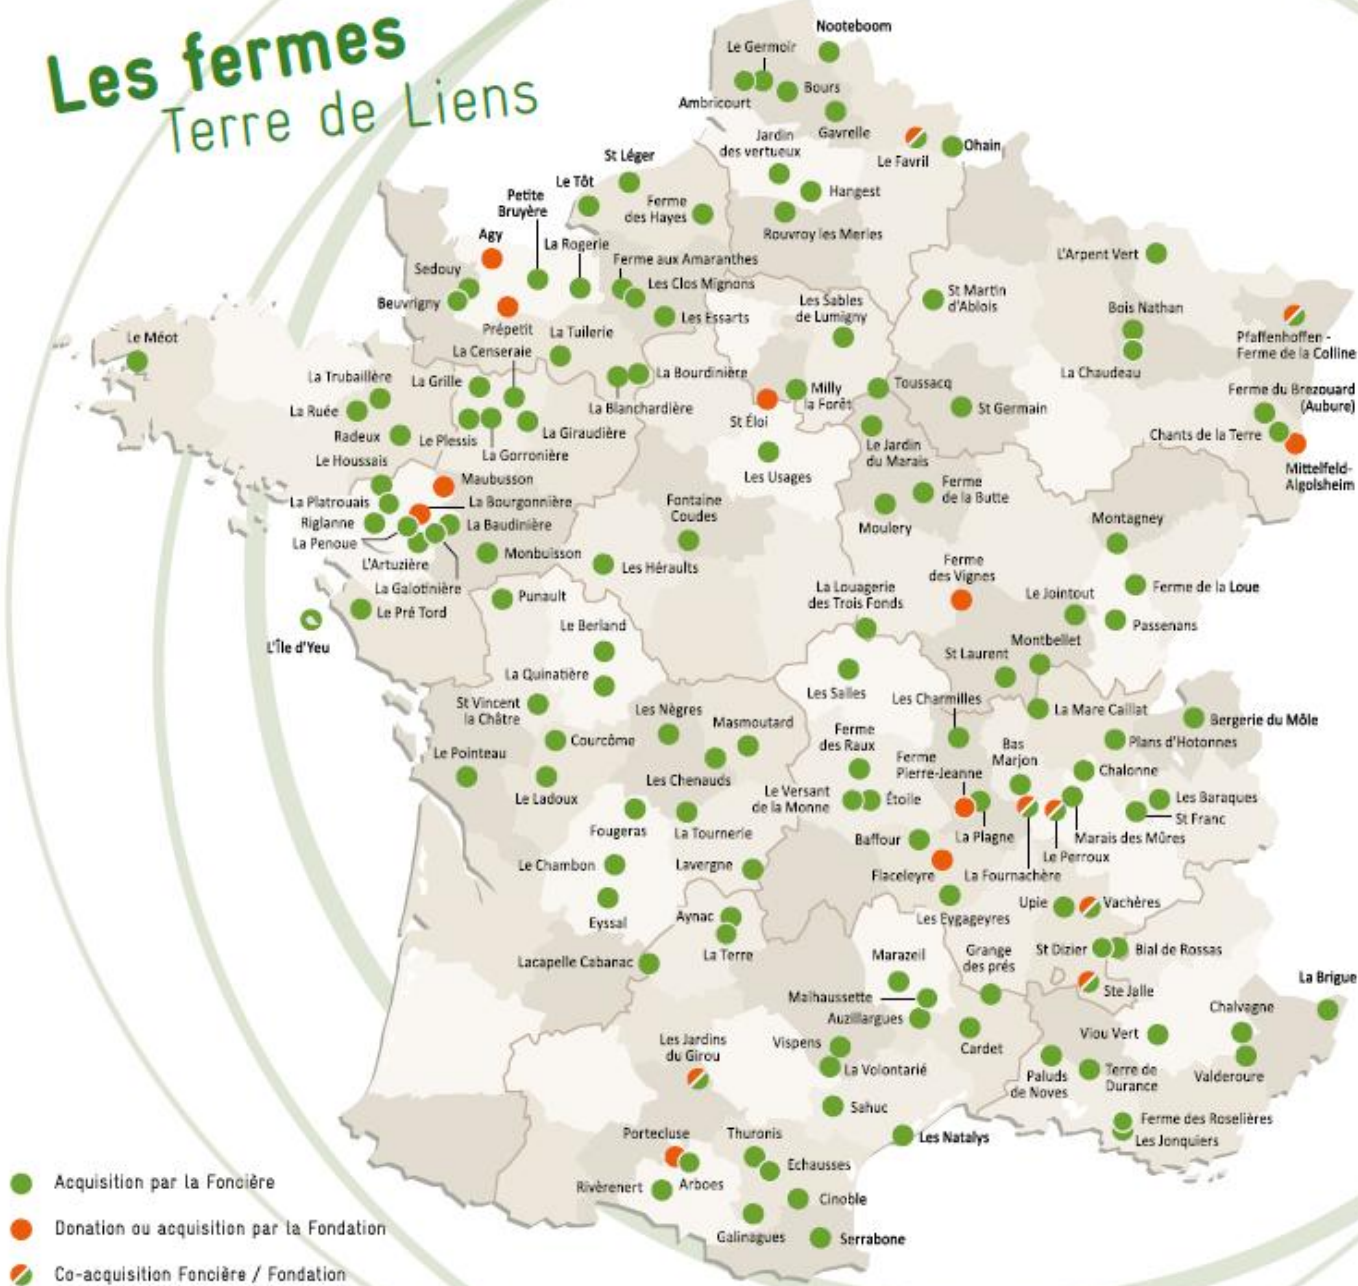 Les fermes
Terre de Liens
Nooteboom
Le Germoir
Bours
Ambricourt
Gavrelle
Jardin
des vertueux
Le Favril
Ohain
St Léger
Le Tôt
Hangest
Petite
Bruyère
Ferme
des Hayes
Rouvroy les Merles
Agy
La Rogerie
L'Arpent Vert
Ferme aux Amaranthes
Sedouy
Les Clos Mignons
St Martin
d'Ablois
Beuvrigny
Les Sables
de Lumigny
Bois Nathan
Les Essarts
Prépetit
La Tuilerie
Pfaffenhoffen -
Ferme de la Colline
Le Méot
La Censeraie
La Chaudeau
La Trubaillère
La Grille
La Bourdinière
Milly
la Forêt
Toussacq
Ferme du Brezouard
(Aubure)
La Ruée
La Blanchardière
St Germain
St Éloi
Radeux
Le Plessis
La Giraudière
Chants de la Terre
Le Jardin
du Marais
Le Houssais
La Gorronière
Les Usages
Mittelfeld-
Algolsheim
Maubusson
Ferme
de la Butte
La Platrouais
La Bourgonnière
Fontaine
Coudes
Riglanne
La Baudinière
Moulery
Montagney
La Penoue
Monbuisson
L'Artuzière
Les Héraults
Ferme
des Vignes
La Galotinière
Punault
La Louagerie
des Trois Fonds
Le Jointout
Ferme de la Loue
Le Pré Tord
Le Berland
Passenans
L'Île d'Yeu
Montbellet
St Laurent
La Quinatière
Les Salles
Les Charmilles
St Vincent
la Châtre
Les Nègres
La Mare Caillat
Masmoutard
Bergerie du Môle
Courcôme
Ferme
des Raux
Bas
Marjon
Plans d'Hotonnes
Le Pointeau
Ferme
Pierre-Jeanne
Chalonne
Les Chenauds
Le Ladoux
Le Versant
de la Monne
Étoile
Les Baraques
St Franc
Fougeras
La Tournerie
Baffour
La Plagne
Marais des Mûres
Le Perroux
Le Chambon
Lavergne
Flaceleyre
La Fournachère
Upie
Vachères
Eyssal
Aynac
Les Eygageyres
La Terre
Marazeil
Grange
des prés
St Dizier
Bial de Rossas
Lacapelle Cabanac
La Brigue
Ste Jalle
Malhaussette
Auzillargues
Chalvagne
Les Jardins
du Girou
Vispens
Cardet
Viou Vert
La Volontarié
Paluds
de Noves
Terre de
Durance
Valderoure
Sahuc
Ferme des Roselières
Portecluse
Thuronis
Les Natalys
Les Jonquiers
Echausses
Rivèrenert
Arboes
Cinoble
Galinagues
Serrabone
Acquisition par la Foncière
Donation ou acquisition par la Fondation
Co-acquisition Foncière / Fondation